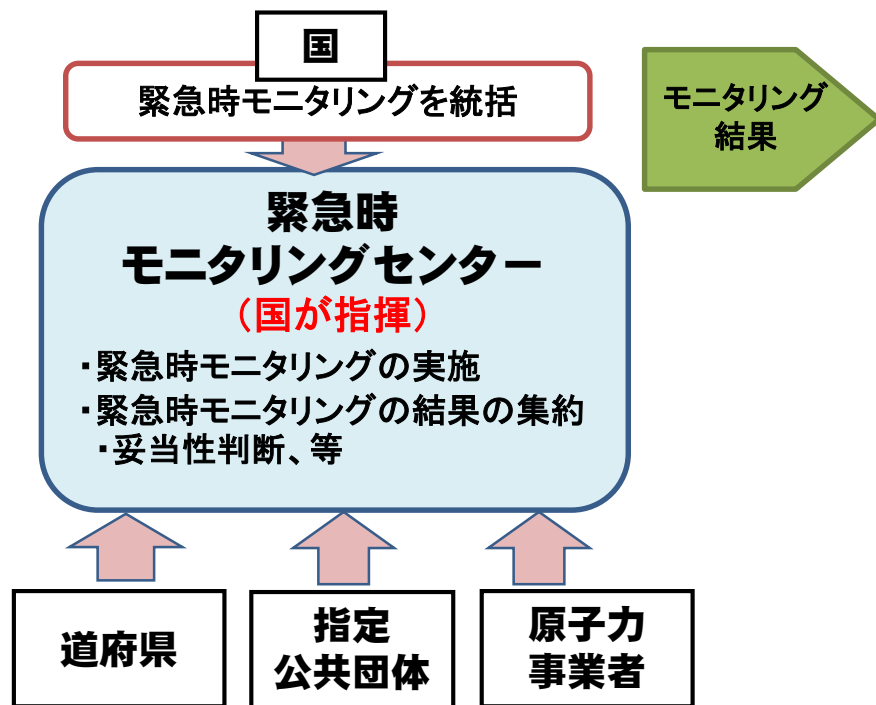 国
緊急時モニタリングを統括
モニタリング
結果
緊急時
モニタリングセンター
（国が指揮）
・緊急時モニタリングの実施
・緊急時モニタリングの結果の集約
・妥当性判断、等
道府県
指定
公共団体
原子力
事業者